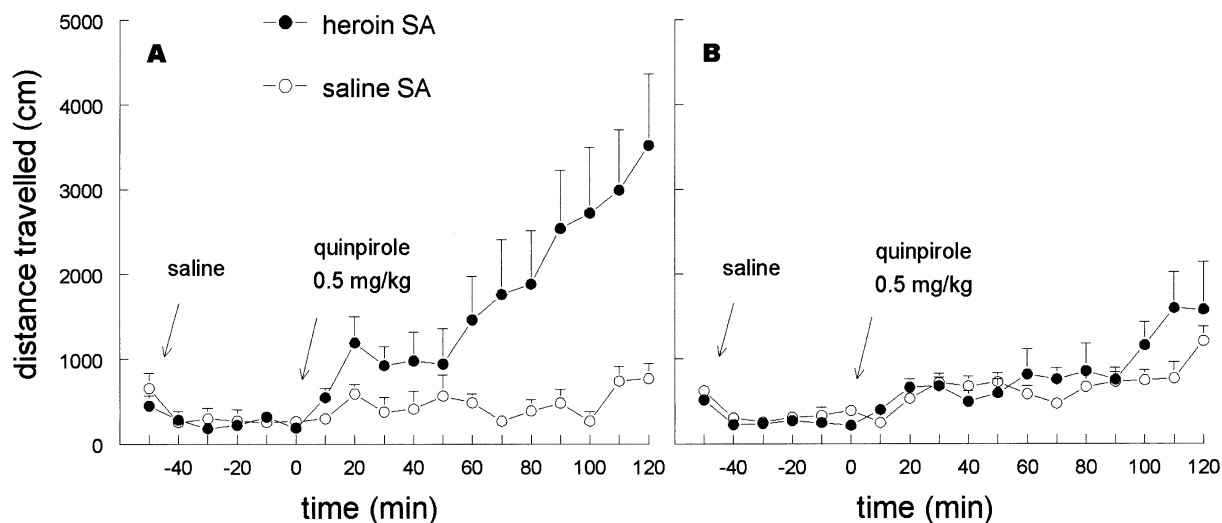 A
heroin SA
saline SA
B
distance travelled (cm)
5000
4000
3000
2000
1000
0
saline
quinpirole
0.5 mg/kg
saline
quinpirole
0.5 mg/kg
-40 -20 0 20 40 60 80 100 120
-40 -20 0 20 40 60 80 100 120
time (min)
time (min)